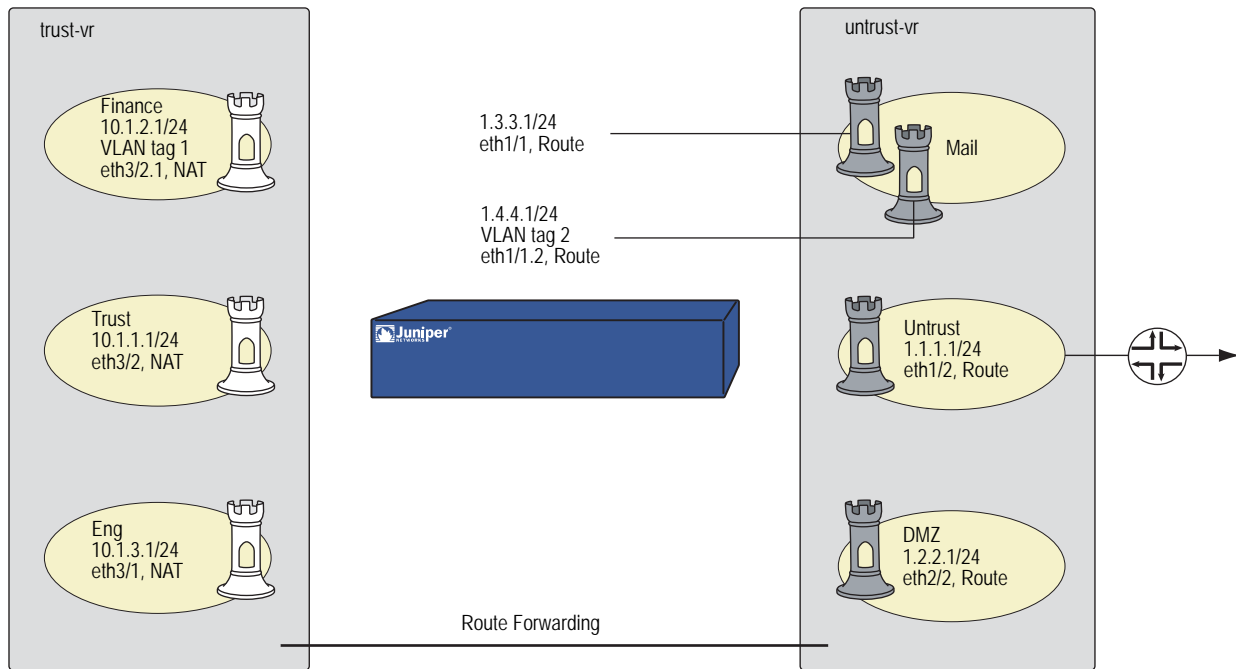 trust-vr
Finance
10.1.2.1/24
VLAN tag 1
eth3/2.1, NAT
Trust
10.1.1.1/24
eth3/2, NAT
Eng
10.1.3.1/24
eth3/1, NAT
1.3.3.1/24
eth1/1, Route
1.4.4.1/24
VLAN tag 2
eth1/1.2, Route
Juniper®
NETWORKS
Route Forwarding
untrust-vr
Mail
Untrust
1.1.1.1/24
eth1/2, Route
DMZ
1.2.2.1/24
eth2/2, Route